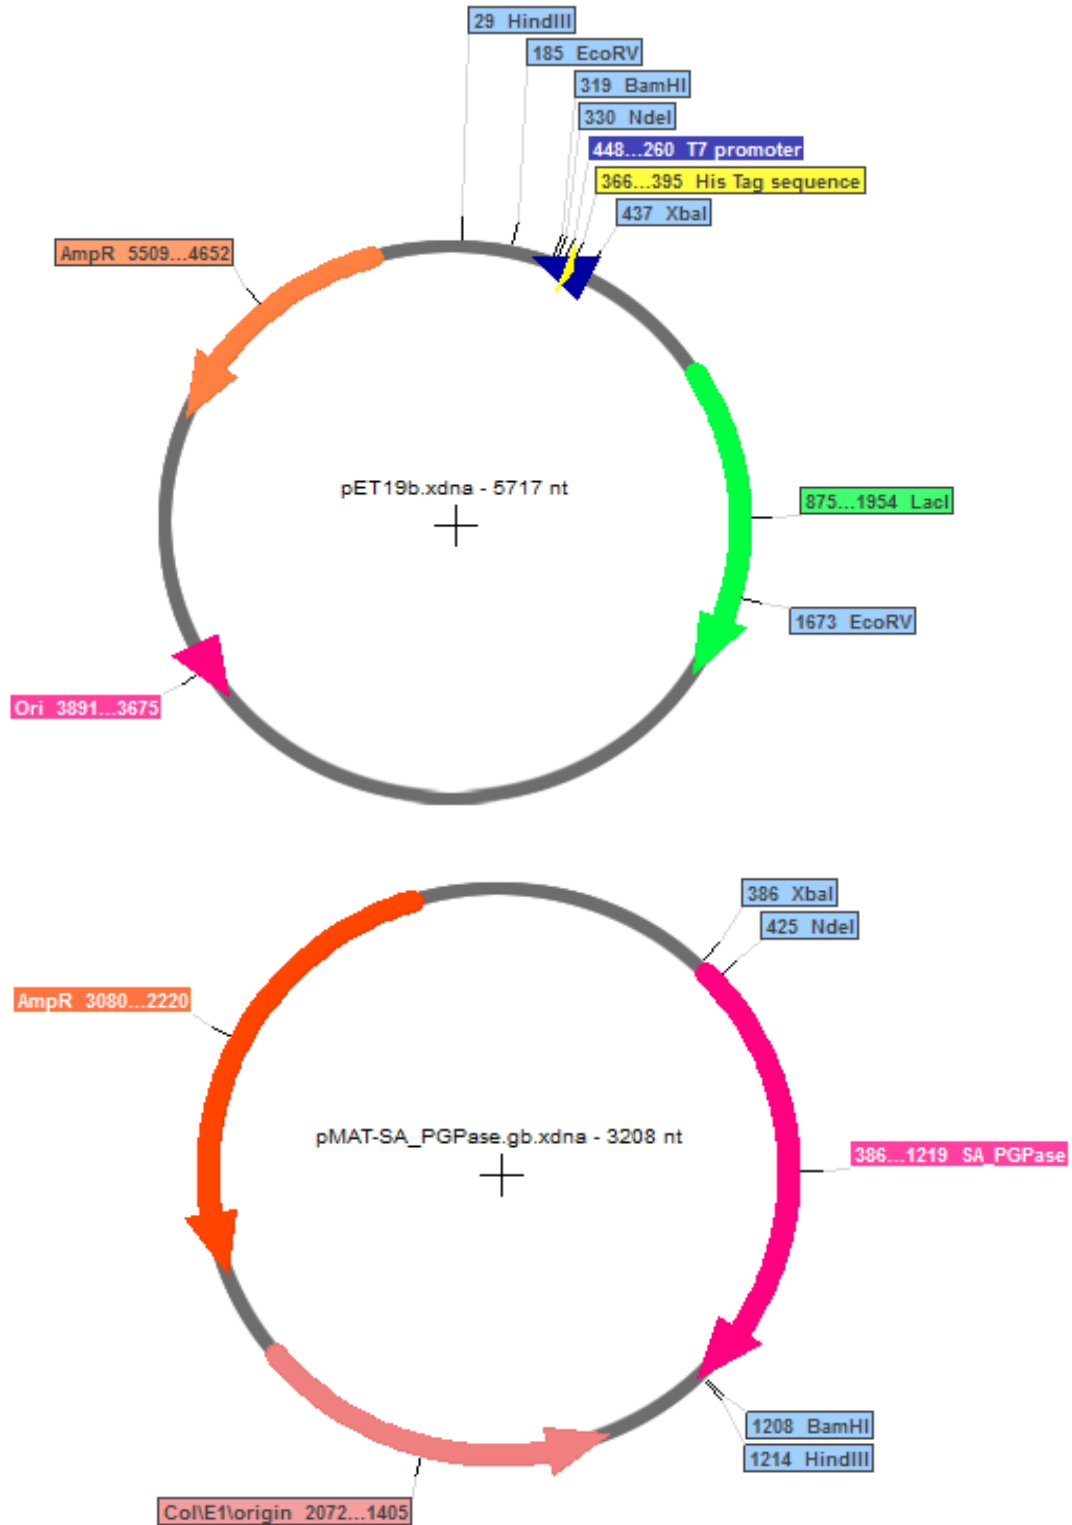 29 HindIII
185 EcoRV
319 BamHI
330 NdeI
448...260 T7 promoter
366...395 His Tag sequence
437 XbaI
AmpR 5509...4652
pET19b.xdna - 5717 nt
875...1954 LacI
1673 EcoRV
Ori 3891...3675
386 XbaI
425 NdeI
AmpR 3080...2220
pMAT-SA_PGPase.gb.xdna - 3208 nt
386...1219 SA_PGPase
1208 BamHI
1214 HindIII
Col\E1\origin 2072...1405